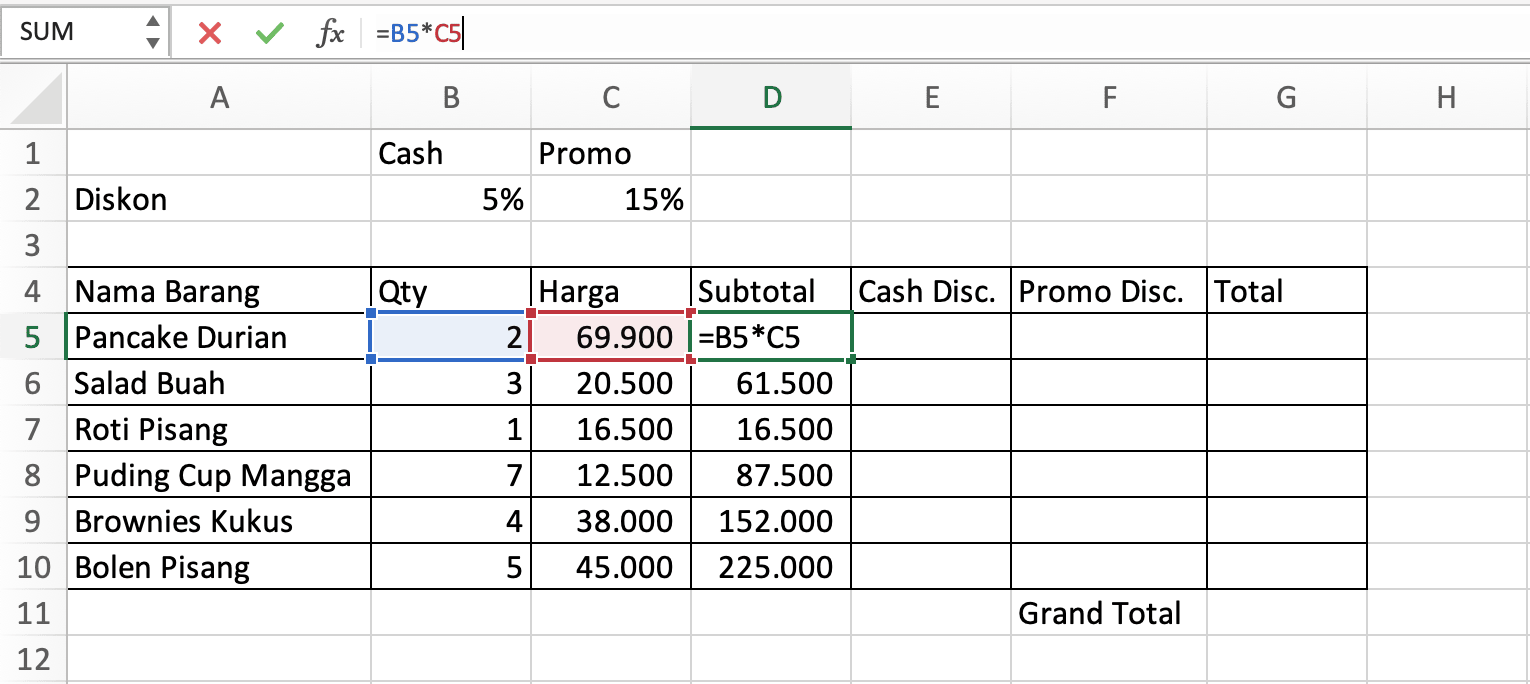 SUM fx =B5*C5
A B C D E F G H
1 Cash Promo
2 Diskon 5% 15%
3
4 Nama Barang Qty Harga Subtotal Cash Disc. Promo Disc. Total
5 Pancake Durian 2 69.900 =B5*C5
6 Salad Buah 3 20.500 61.500
7 Roti Pisang 1 16.500 16.500
8 Puding Cup Mangga 7 12.500 87.500
9 Brownies Kukus 4 38.000 152.000
10 Bolen Pisang 5 45.000 225.000
11 Grand Total
12